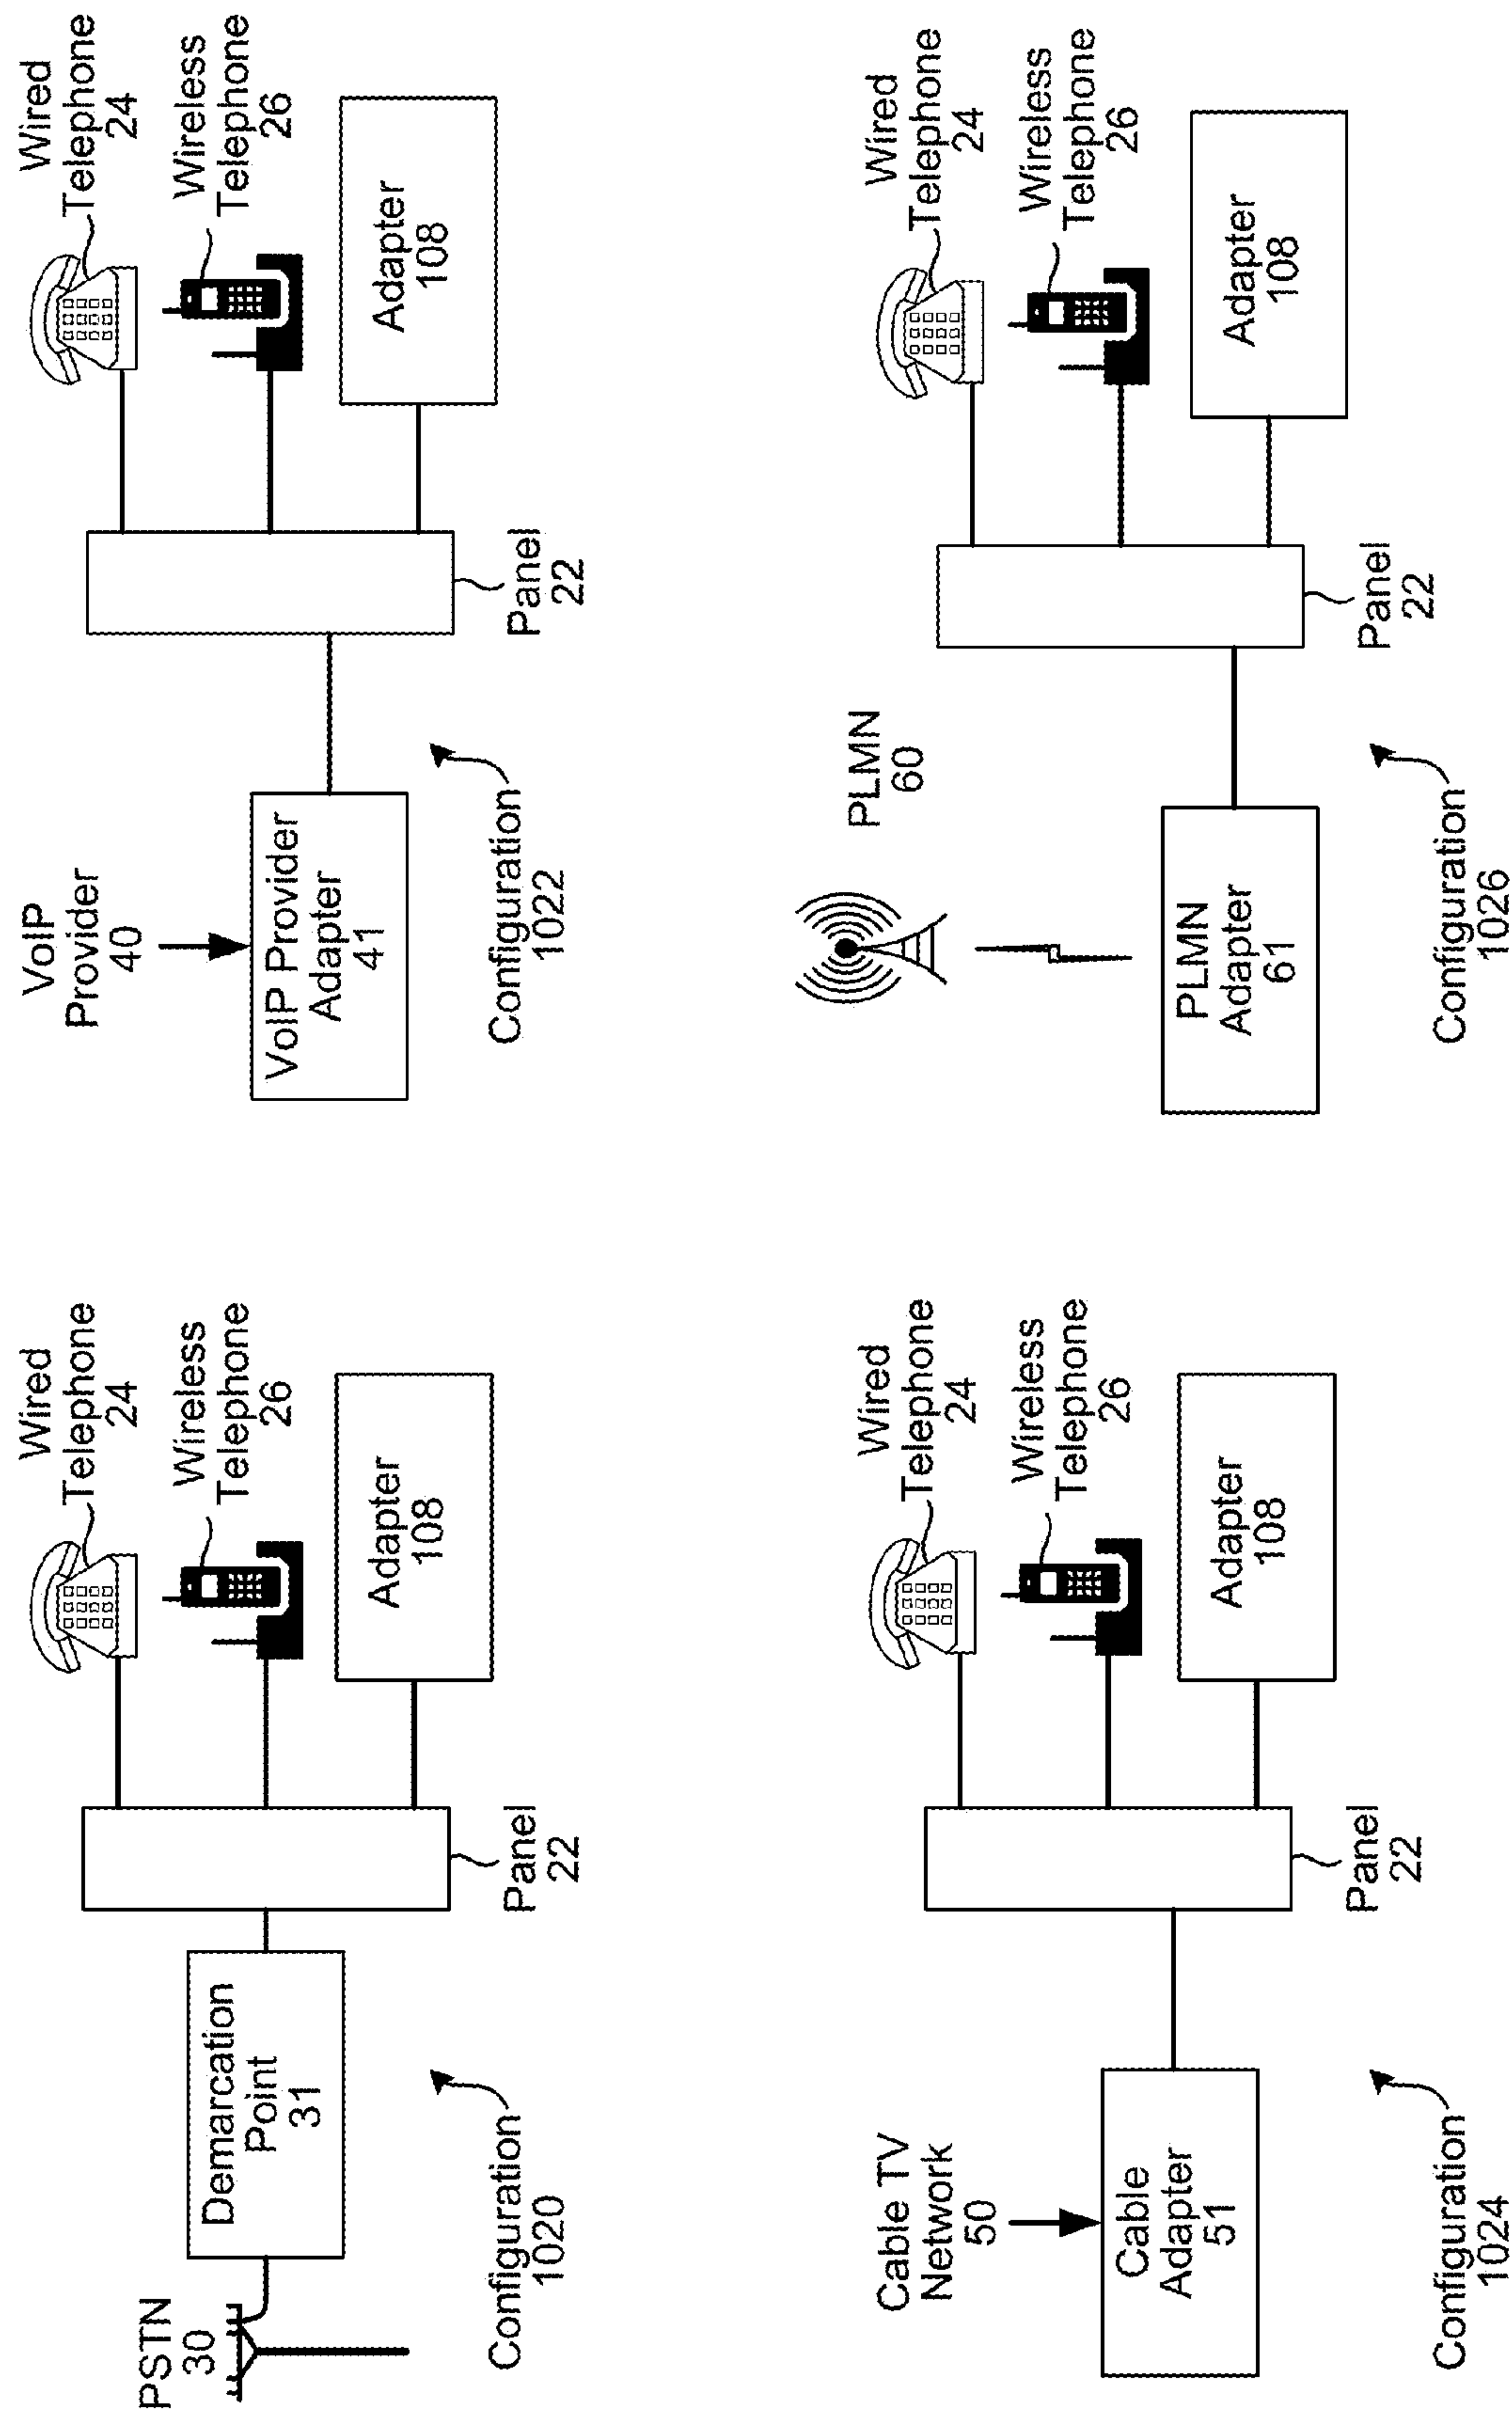 PSTN
30
Demarcation
Point
31
Panel
22
Wired
Telephone
24
Wireless
Telephone
26
Adapter
108
Configuration
1020
VoIP
Provider
40
VoIP Provider
Adapter
41
Panel
22
Wired
Telephone
24
Wireless
Telephone
26
Adapter
108
Configuration
1022
Cable TV
Network
50
Cable
Adapter
51
Panel
22
Wired
Telephone
24
Wireless
Telephone
26
Adapter
108
Configuration
1024
PLMN
60
PLMN
Adapter
61
Panel
22
Wired
Telephone
24
Wireless
Telephone
26
Adapter
108
Configuration
1026